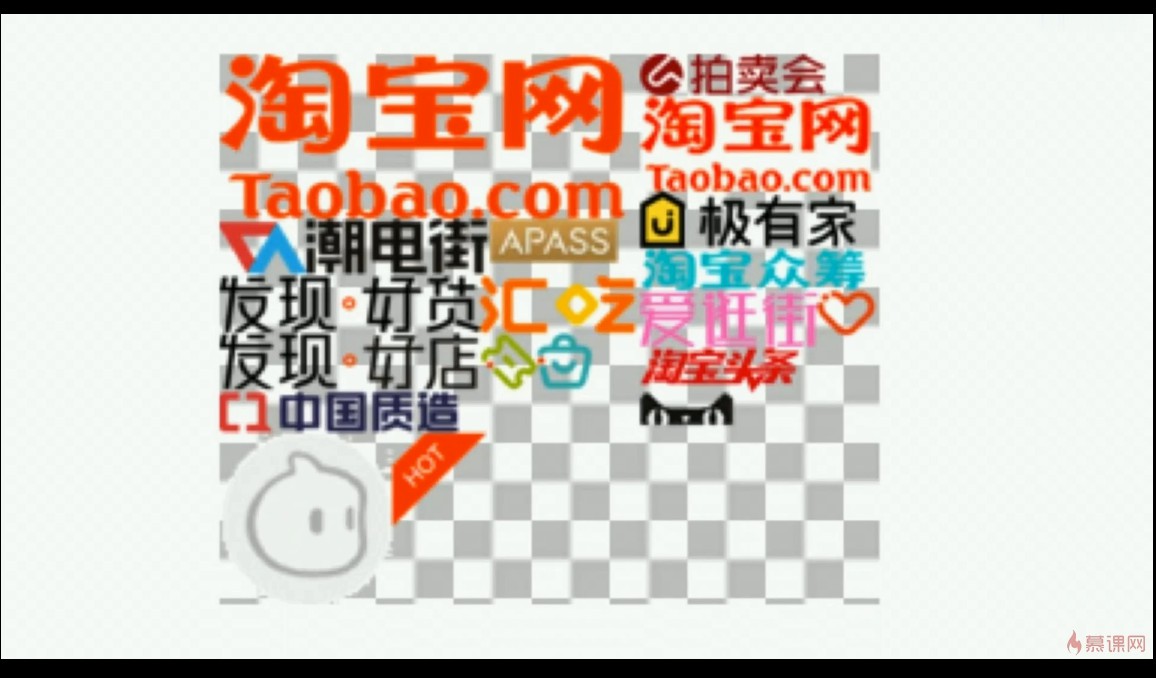 淘宝网
Taobao.com
拍卖会
淘宝网
Taobao.com
潮电街
APASS
极有家
淘宝众筹
发现·好货
汇吃
爱逛街
发现·好店
淘宝头条
中国质造
HOT
慕课网